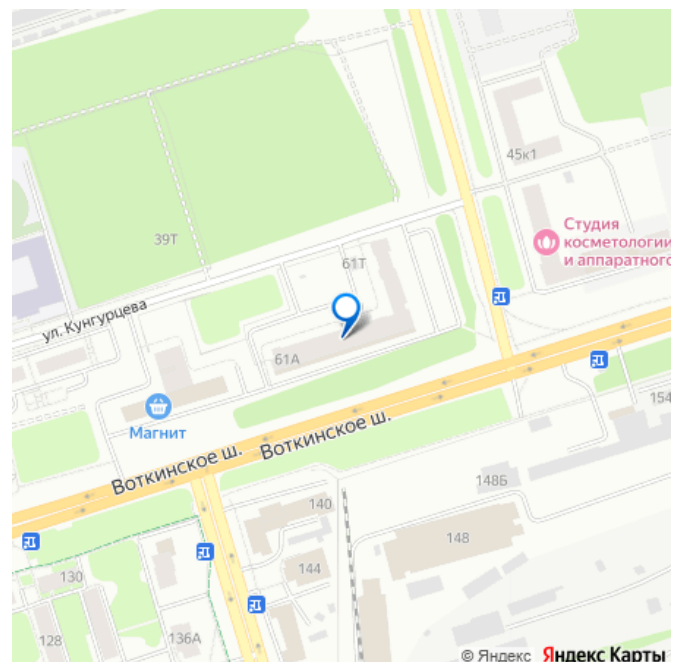 45к1
Студия
косметологии
и аппаратного
39Т
61Т
ул. Кунгурцева
61А
Магнит
Воткинское ш.
Воткинское ш.
154
148Б
140
148
144
130
128
136А
© Яндекс Яндекс Карты